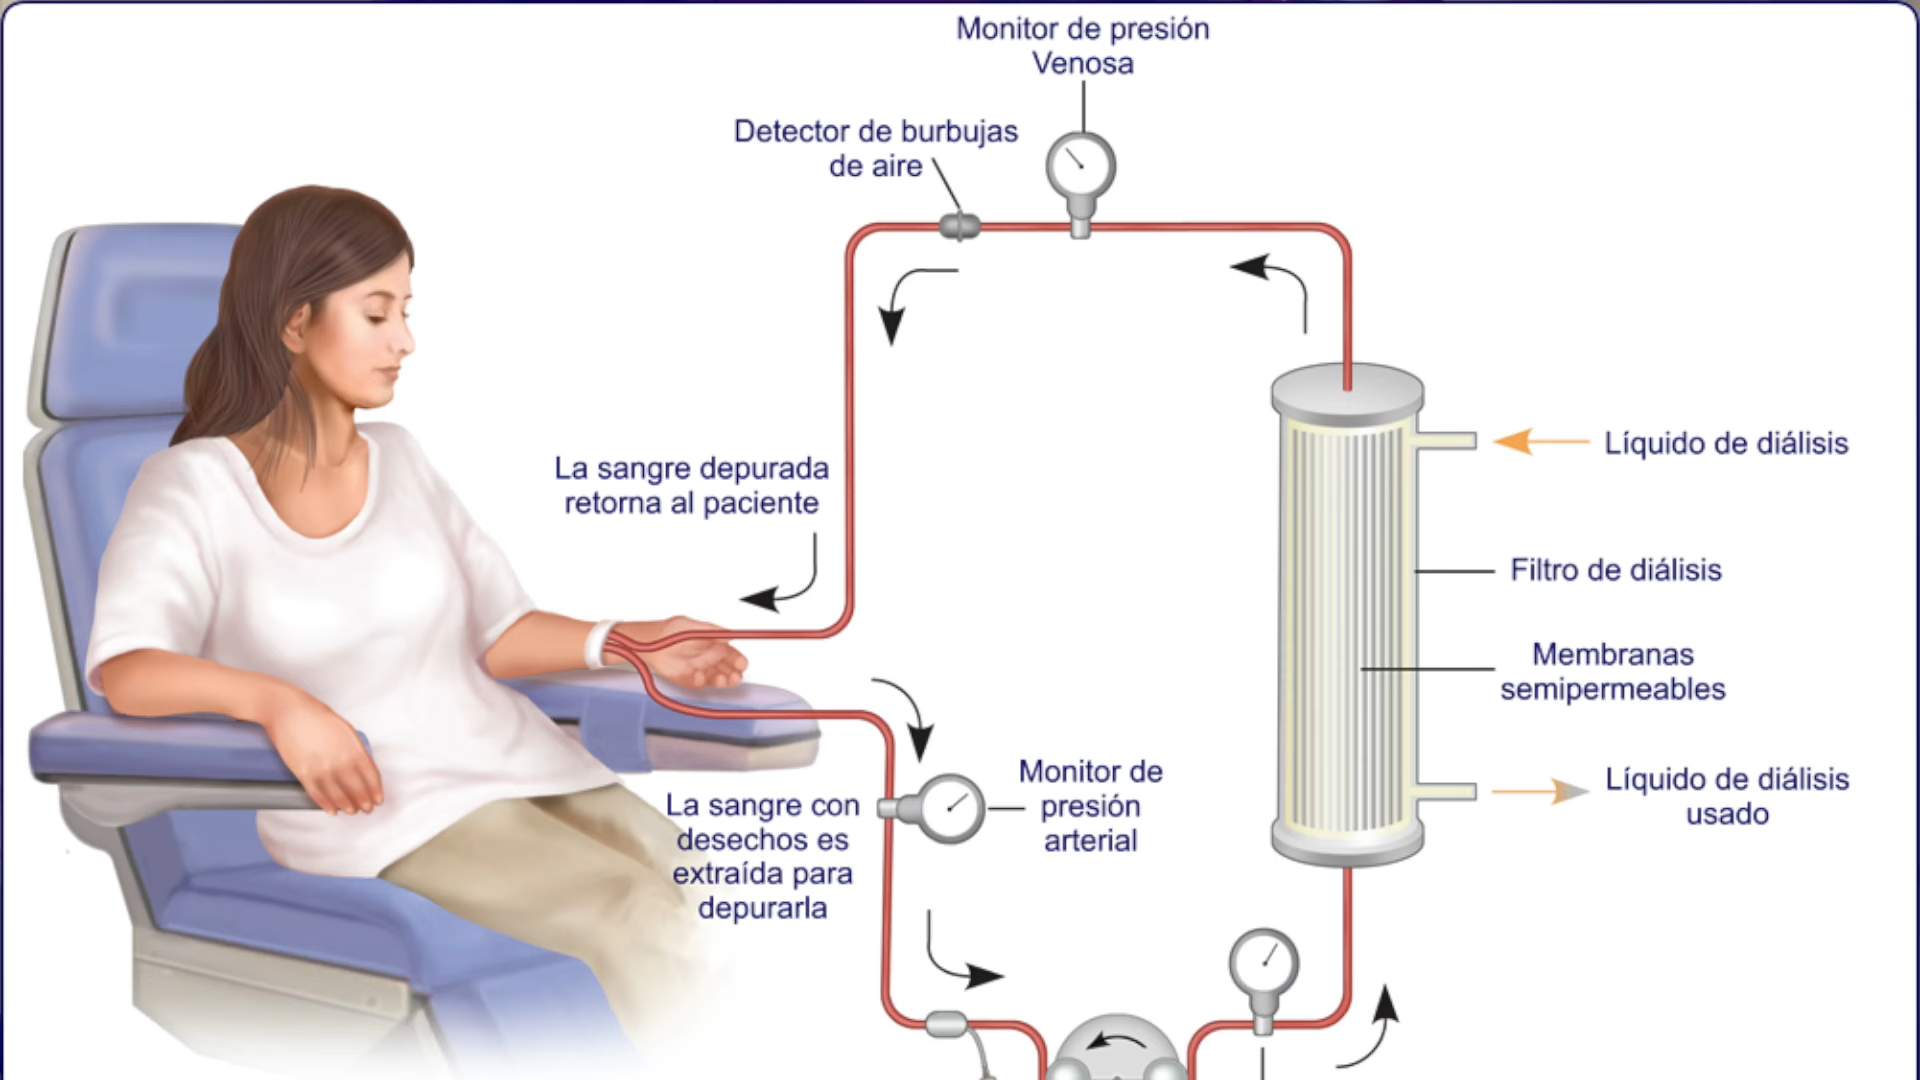 Monitor de presión
Venosa
Detector de burbujas
de aire
La sangre depurada
retorna al paciente
Líquido de diálisis
Filtro de diálisis
Membranas
semipermeables
Líquido de diálisis
usado
Monitor de
presión
arterial
La sangre con
desechos es
extraída para
depurarla